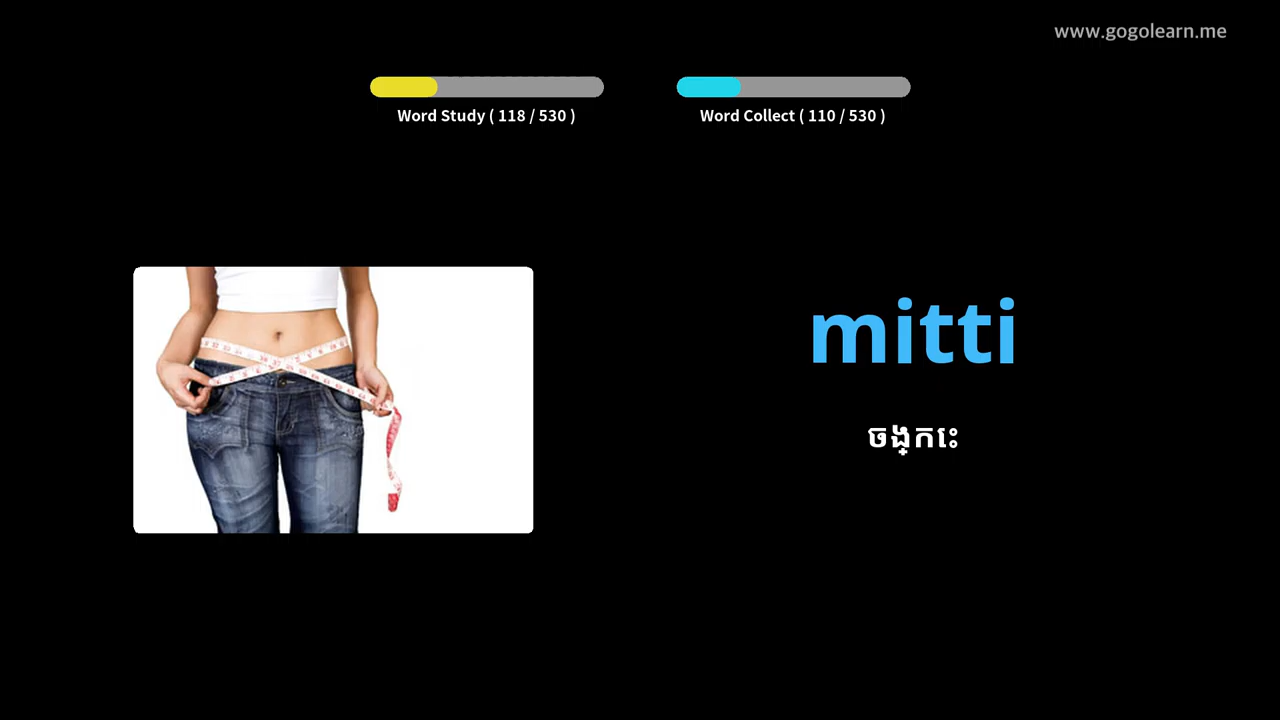 www.gogolearn.me
Word Study ( 118 / 530 )
Word Collect ( 110 / 530 )
mitti
ចង្កេះ